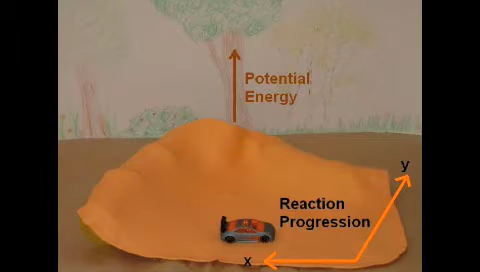 Potential
Energy
y
Reaction
Progression
x